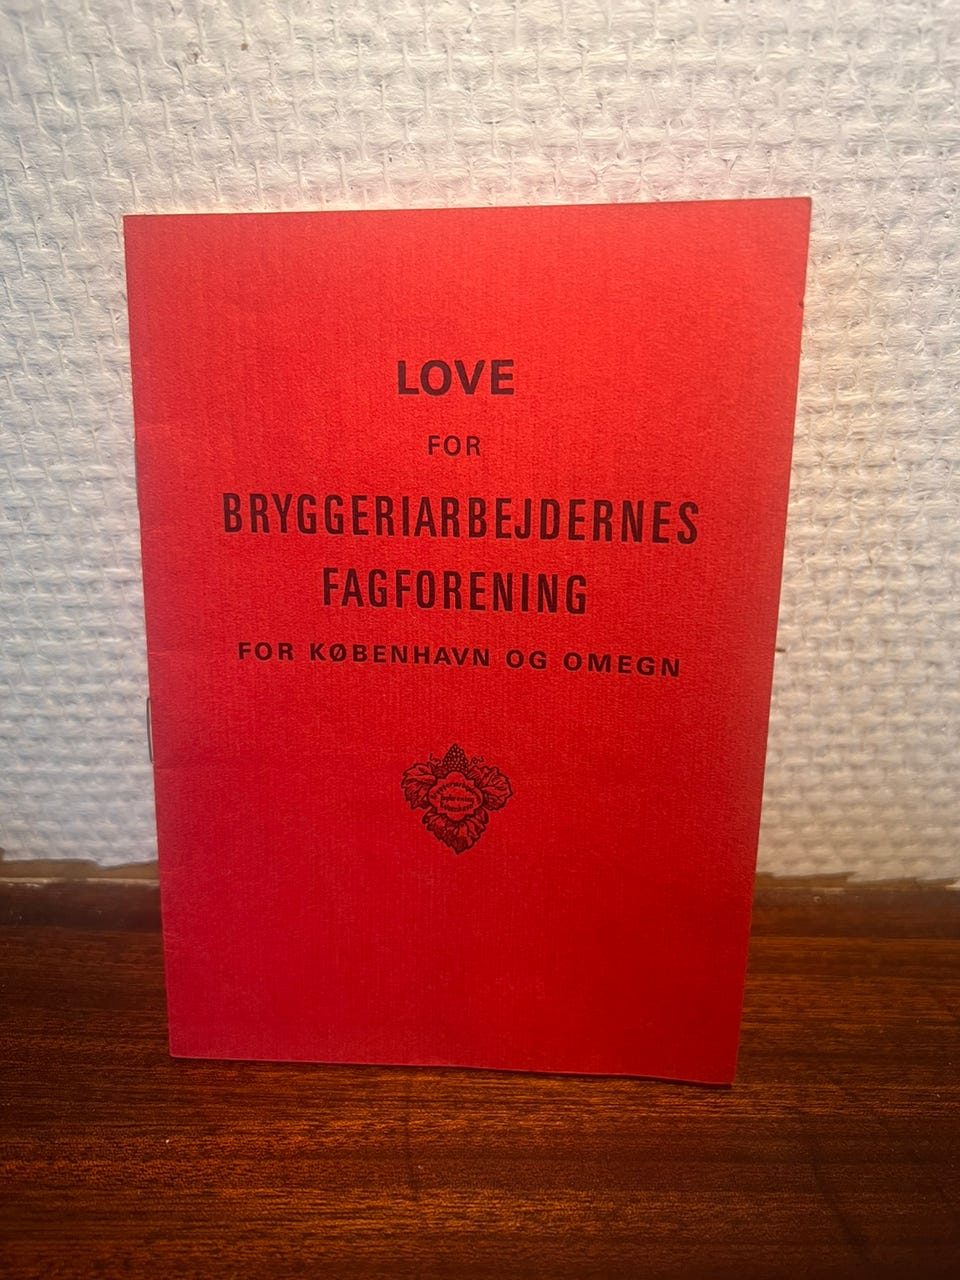 LOVE
FOR
BRYGGERIARBEJDERNES
FAGFORENING
FOR KØBENHAVN OG OMEGN